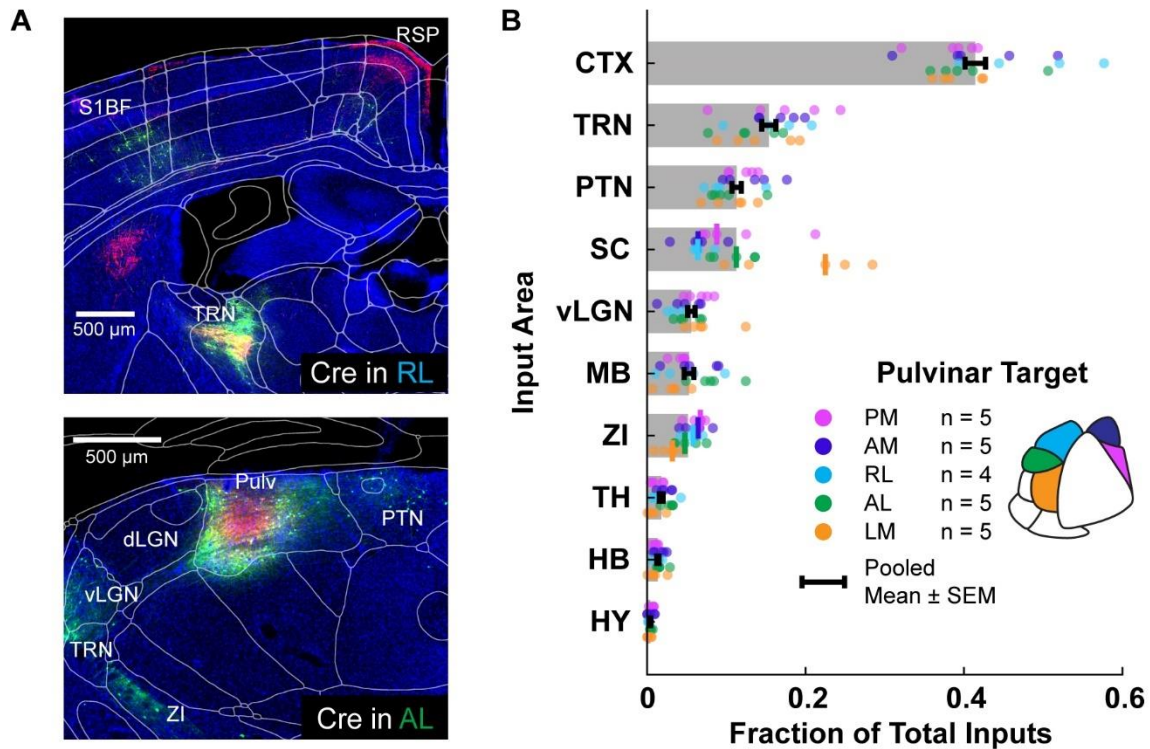 A
RSP
S1BF
TRN
500 µm
Cre in RL
500 µm
Pulv
PTN
dLGN
vLGN
TRN
ZI
Cre in AL
B
Input Area
CTX
TRN
PTN
SC
vLGN
MB
ZI
TH
HB
HY
Pulvinar Target
PM n = 5
AM n = 5
RL n = 4
AL n = 5
LM n = 5
Pooled
Mean ± SEM
0 0.2 0.4 0.6
Fraction of Total Inputs